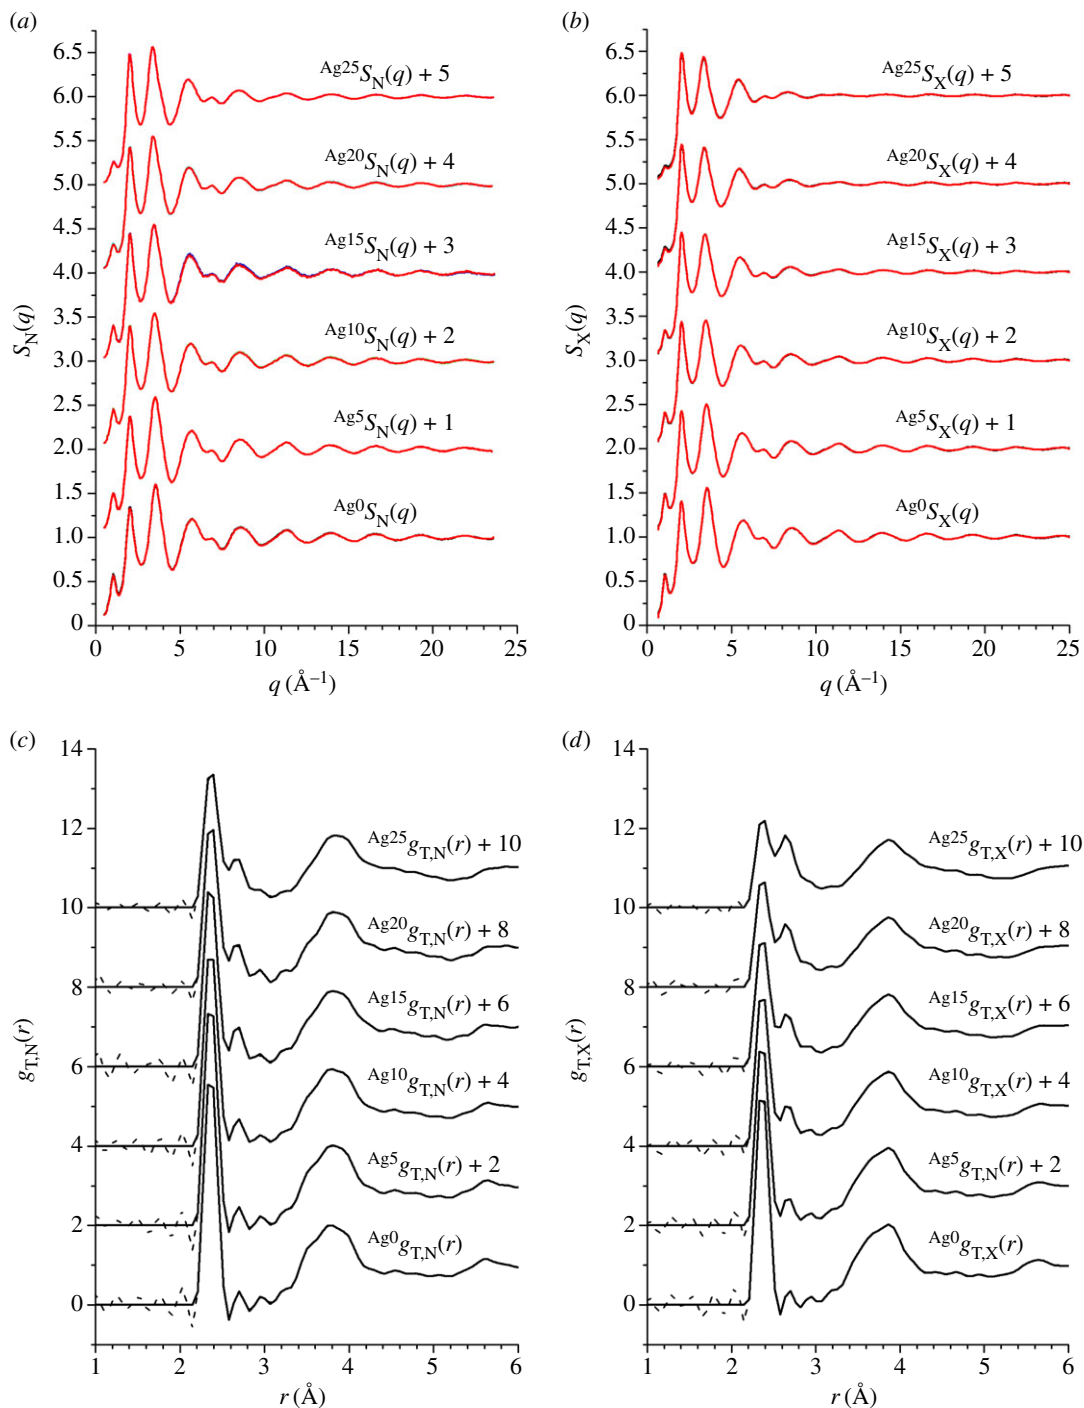 (a)
6.5
6.0
5.5
5.0
4.5
4.0
3.5
3.0
2.5
2.0
1.5
1.0
0.5
0
S_N(q)
Ag25S_N(q) + 5
Ag20S_N(q) + 4
Ag15S_N(q) + 3
Ag10S_N(q) + 2
Ag5S_N(q) + 1
Ag0S_N(q)
0 5 10 15 20 25
q (Å⁻¹)
(b)
6.5
6.0
5.5
5.0
4.5
4.0
3.5
3.0
2.5
2.0
1.5
1.0
0.5
0
S_X(q)
Ag25S_X(q) + 5
Ag20S_X(q) + 4
Ag15S_X(q) + 3
Ag10S_X(q) + 2
Ag5S_X(q) + 1
Ag0S_X(q)
0 5 10 15 20 25
q (Å⁻¹)
(c)
14
12
10
8
6
4
2
0
g_T,N(r)
Ag25g_T,N(r) + 10
Ag20g_T,N(r) + 8
Ag15g_T,N(r) + 6
Ag10g_T,N(r) + 4
Ag5g_T,N(r) + 2
Ag0g_T,N(r)
1 2 3 4 5 6
r (Å)
(d)
14
12
10
8
6
4
2
0
g_T,X(r)
Ag25g_T,X(r) + 10
Ag20g_T,X(r) + 8
Ag15g_T,X(r) + 6
Ag10g_T,X(r) + 4
Ag5g_T,N(r) + 2
Ag0g_T,X(r)
1 2 3 4 5 6
r (Å)